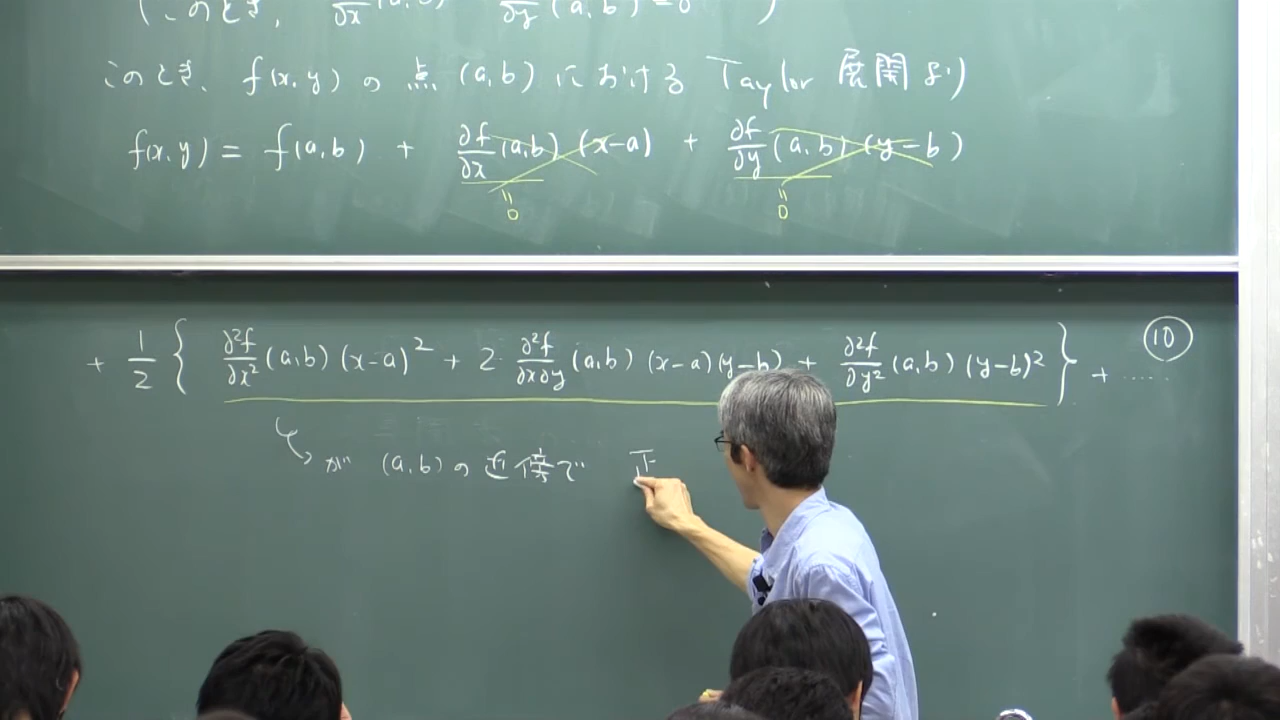 (このとき, ∂x (a,b) ∂y (a,b)=0 )
このとき, f(x,y) の 点 (a,b) における Taylor 展開より
f(x,y) = f(a,b) + ∂f/∂x (a,b) (x-a) + ∂f/∂y (a,b) (y-b)
＝ 0 ＝ 0
+ 1/2 { ∂²f/∂x² (a,b) (x-a)² + 2・∂²f/∂x∂y (a,b) (x-a)(y-b) + ∂²f/∂y² (a,b) (y-b)² } + ……
⑩
↪ が (a,b) の 近傍で 正